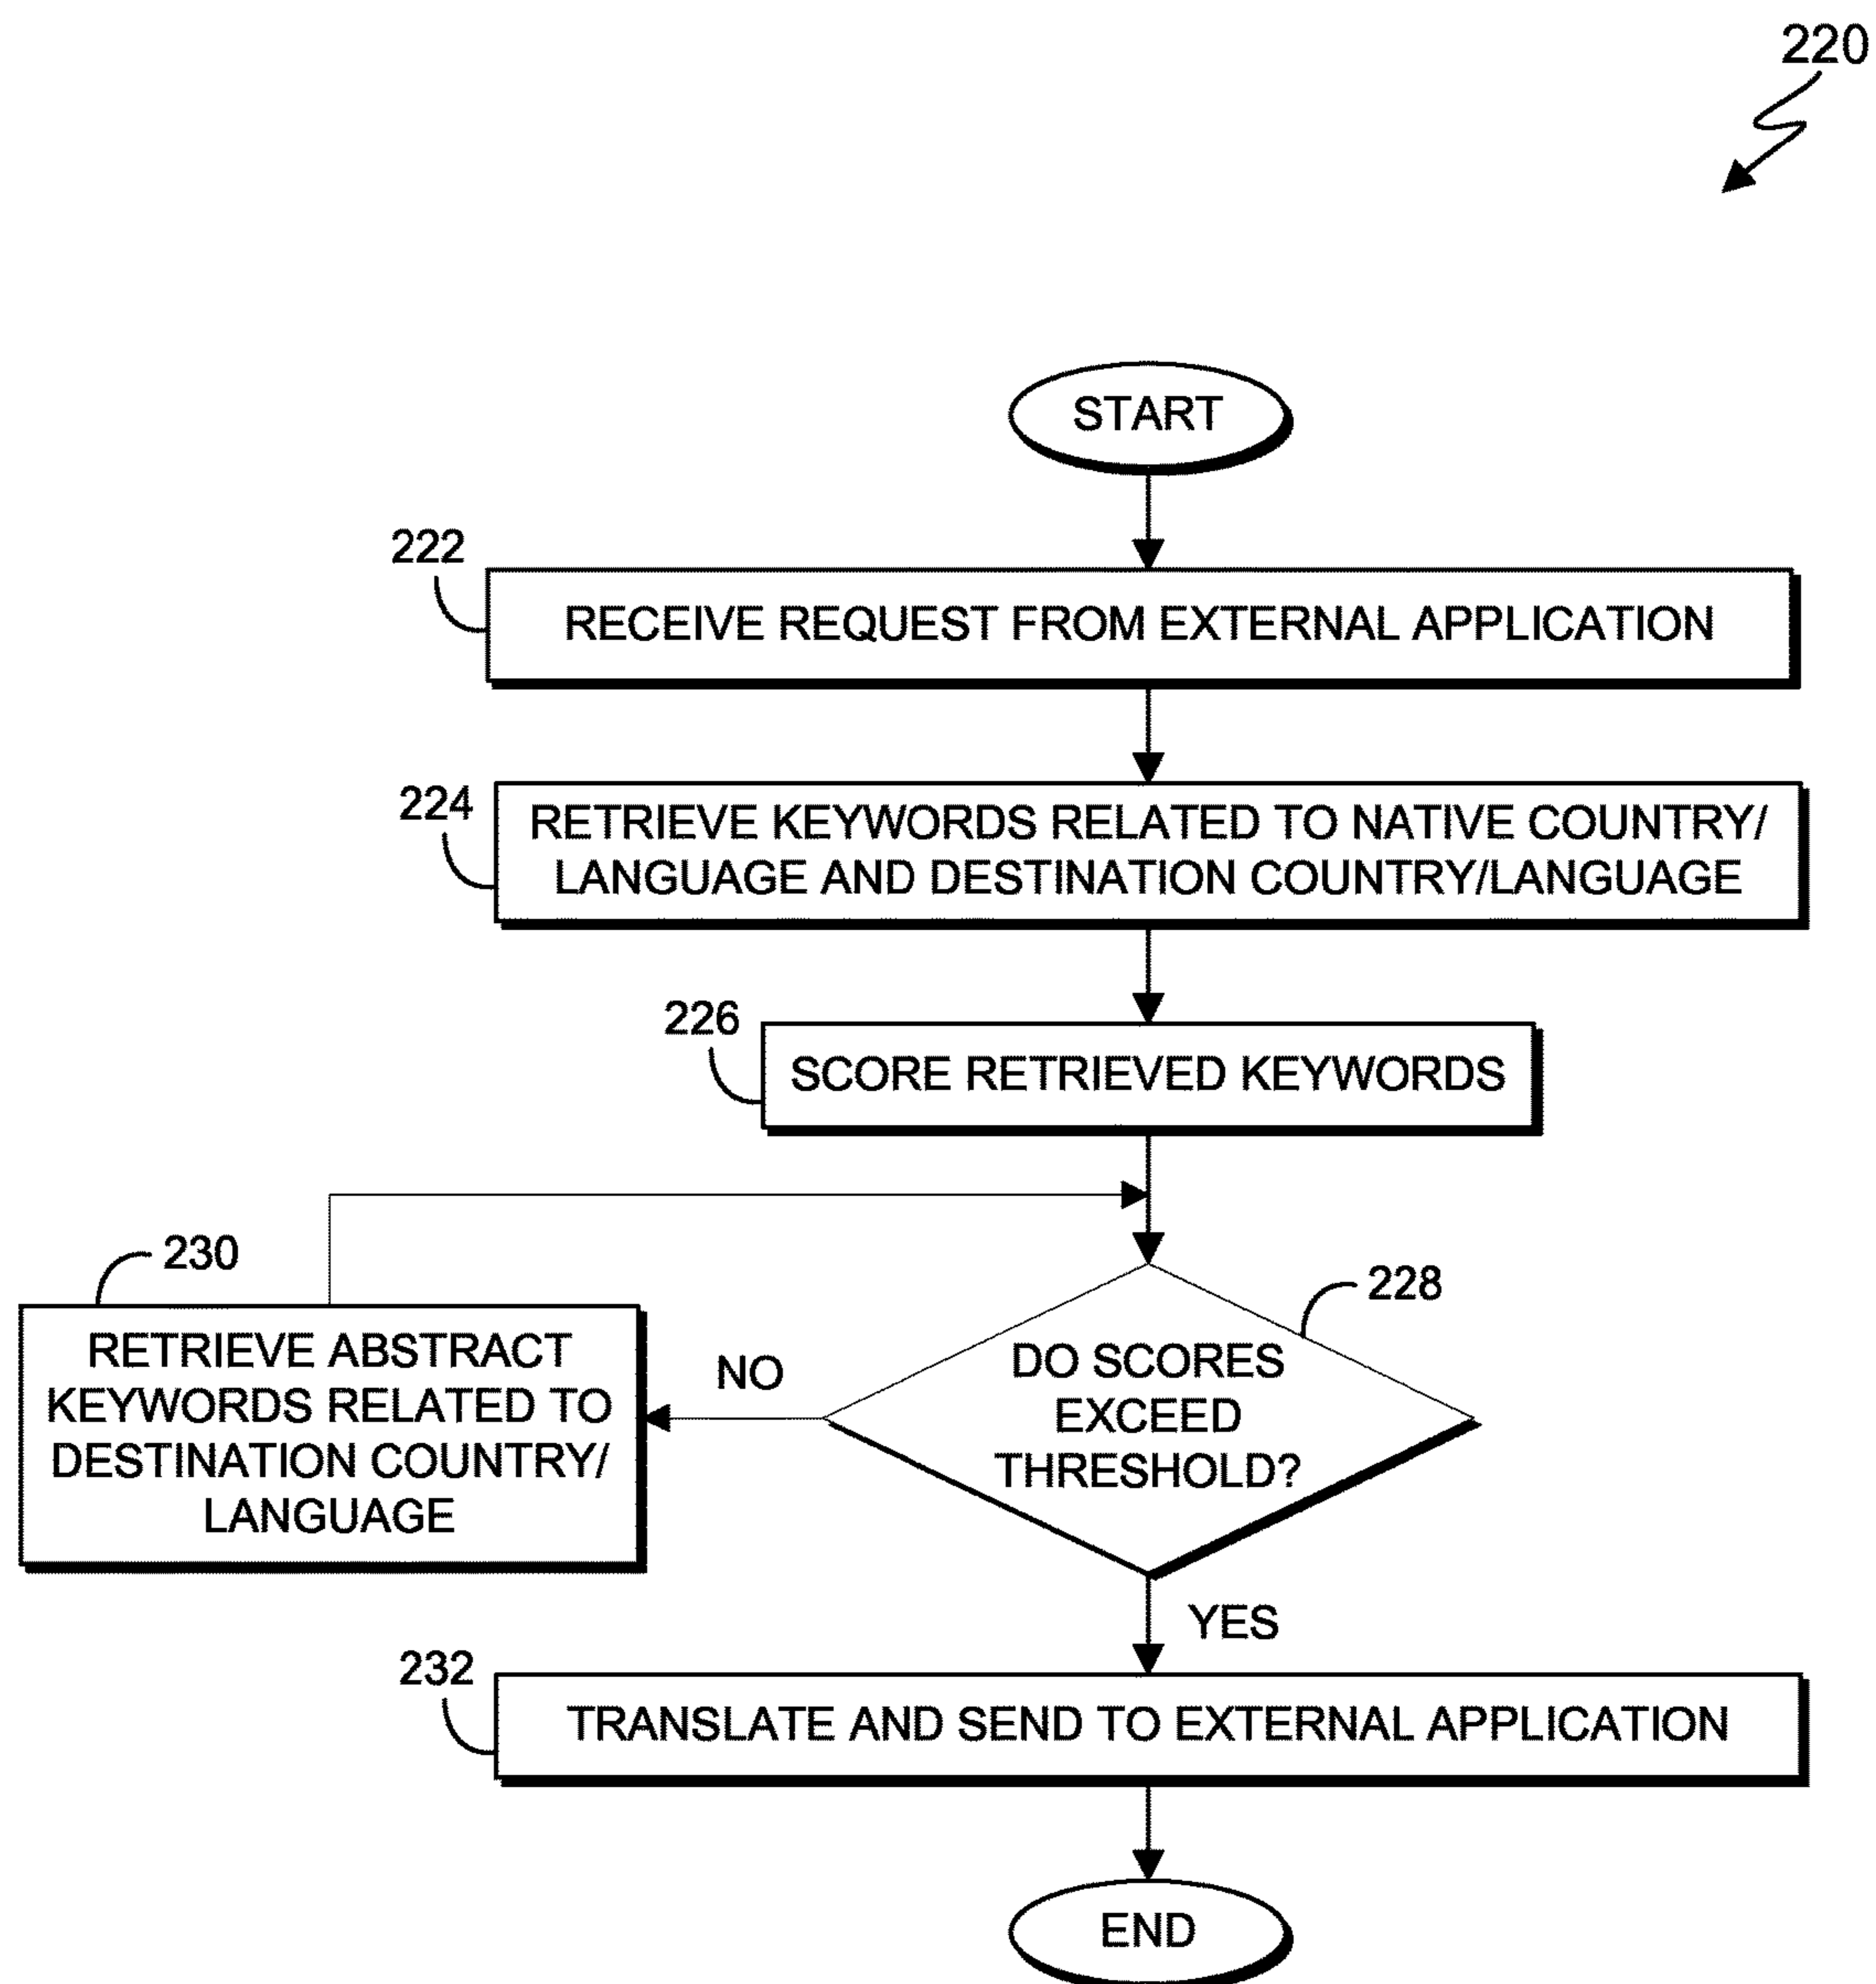 220
START
222
RECEIVE REQUEST FROM EXTERNAL APPLICATION
224
RETRIEVE KEYWORDS RELATED TO NATIVE COUNTRY/
LANGUAGE AND DESTINATION COUNTRY/LANGUAGE
226
SCORE RETRIEVED KEYWORDS
230
RETRIEVE ABSTRACT
KEYWORDS RELATED TO
DESTINATION COUNTRY/
LANGUAGE
NO
228
DO SCORES
EXCEED
THRESHOLD?
YES
232
TRANSLATE AND SEND TO EXTERNAL APPLICATION
END